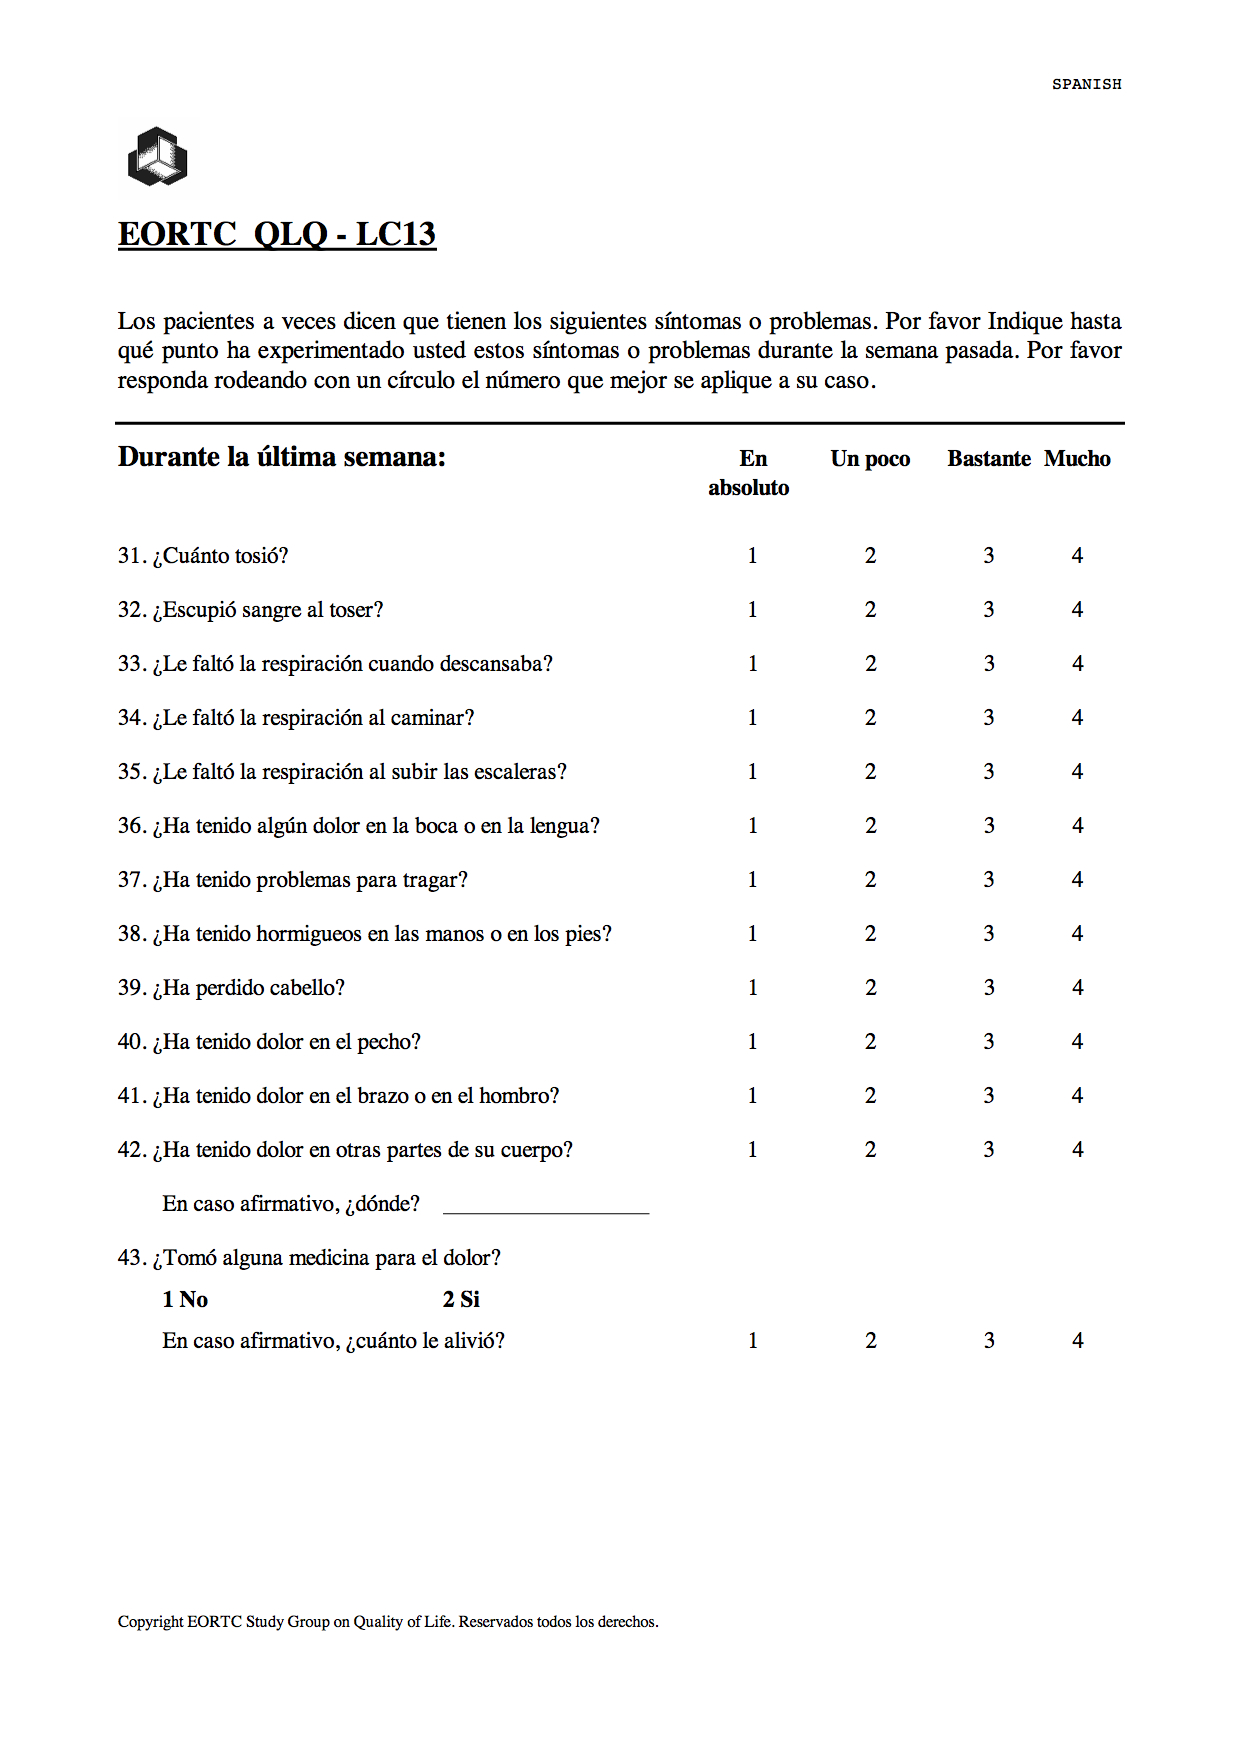 SPANISH
EORTC QLQ - LC13
Los pacientes a veces dicen que tienen los siguientes síntomas o problemas. Por favor Indique hasta
qué punto ha experimentado usted estos síntomas o problemas durante la semana pasada. Por favor
responda rodeando con un círculo el número que mejor se aplique a su caso.
Durante la última semana: En Un poco Bastante Mucho
absoluto
31. ¿Cuánto tosió? 1 2 3 4
32. ¿Escupió sangre al toser? 1 2 3 4
33. ¿Le faltó la respiración cuando descansaba? 1 2 3 4
34. ¿Le faltó la respiración al caminar? 1 2 3 4
35. ¿Le faltó la respiración al subir las escaleras? 1 2 3 4
36. ¿Ha tenido algún dolor en la boca o en la lengua? 1 2 3 4
37. ¿Ha tenido problemas para tragar? 1 2 3 4
38. ¿Ha tenido hormigueos en las manos o en los pies? 1 2 3 4
39. ¿Ha perdido cabello? 1 2 3 4
40. ¿Ha tenido dolor en el pecho? 1 2 3 4
41. ¿Ha tenido dolor en el brazo o en el hombro? 1 2 3 4
42. ¿Ha tenido dolor en otras partes de su cuerpo? 1 2 3 4
En caso afirmativo, ¿dónde?
43. ¿Tomó alguna medicina para el dolor?
1 No 2 Si
En caso afirmativo, ¿cuánto le alivió? 1 2 3 4
Copyright EORTC Study Group on Quality of Life. Reservados todos los derechos.